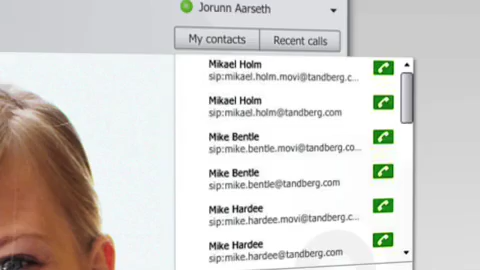 Jorunn Aarseth
My contacts
Recent calls
Mikael Holm
sip:mikael.holm.movi@tandberg.c...
Mikael Holm
sip:mikael.holm@tandberg.com
Mike Bentle
sip:mike.bentle.movi@tandberg.co...
Mike Bentle
sip:mike.bentle@tandberg.com
Mike Hardee
sip:mike.hardee.movi@tandberg.c...
Mike Hardee
sip:mike.hardee@tandberg.com